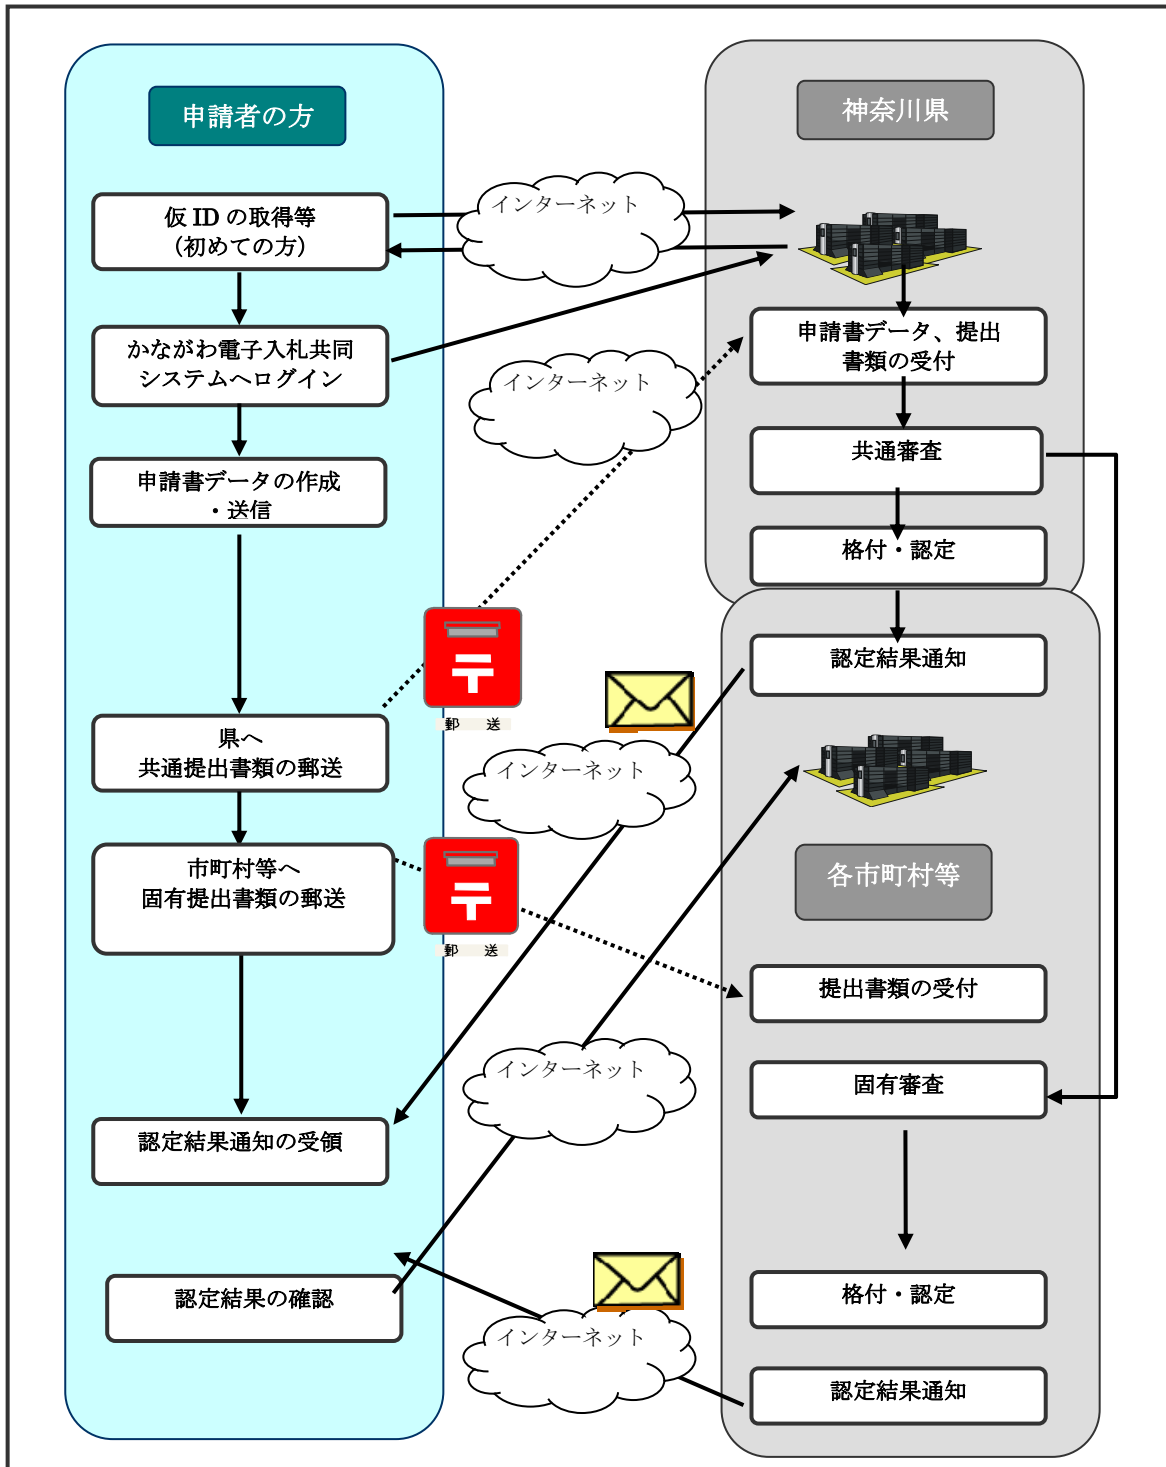 申請者の方
仮 ID の取得等
（初めての方）
かながわ電子入札共同
システムへログイン
申請書データの作成
・送信
県へ
共通提出書類の郵送
市町村等へ
固有提出書類の郵送
認定結果通知の受領
認定結果の確認
インターネット
インターネット
〒
郵 送
インターネット
〒
郵 送
インターネット
インターネット
神奈川県
申請書データ、提出
書類の受付
共通審査
格付・認定
認定結果通知
各市町村等
提出書類の受付
固有審査
格付・認定
認定結果通知